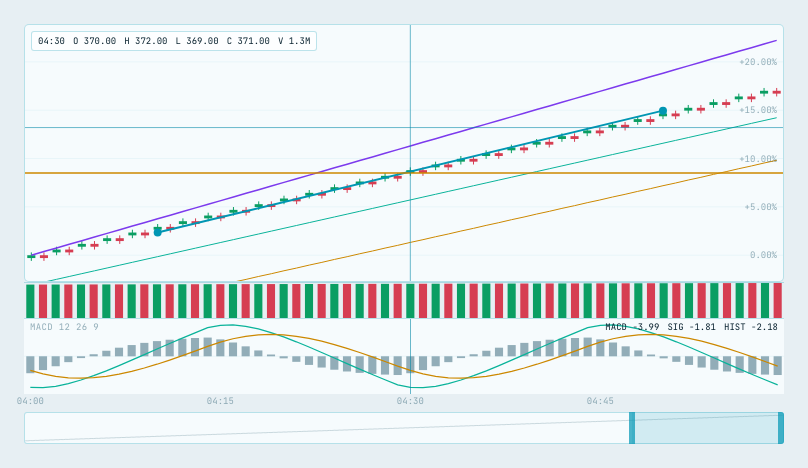 04:30 O 370.00 H 372.00 L 369.00 C 371.00 V 1.3M
+20.00%
+15.00%
+10.00%
+5.00%
0.00%
MACD 12 26 9
MACD -3.99 SIG -1.81 HIST -2.18
04:00 04:15 04:30 04:45